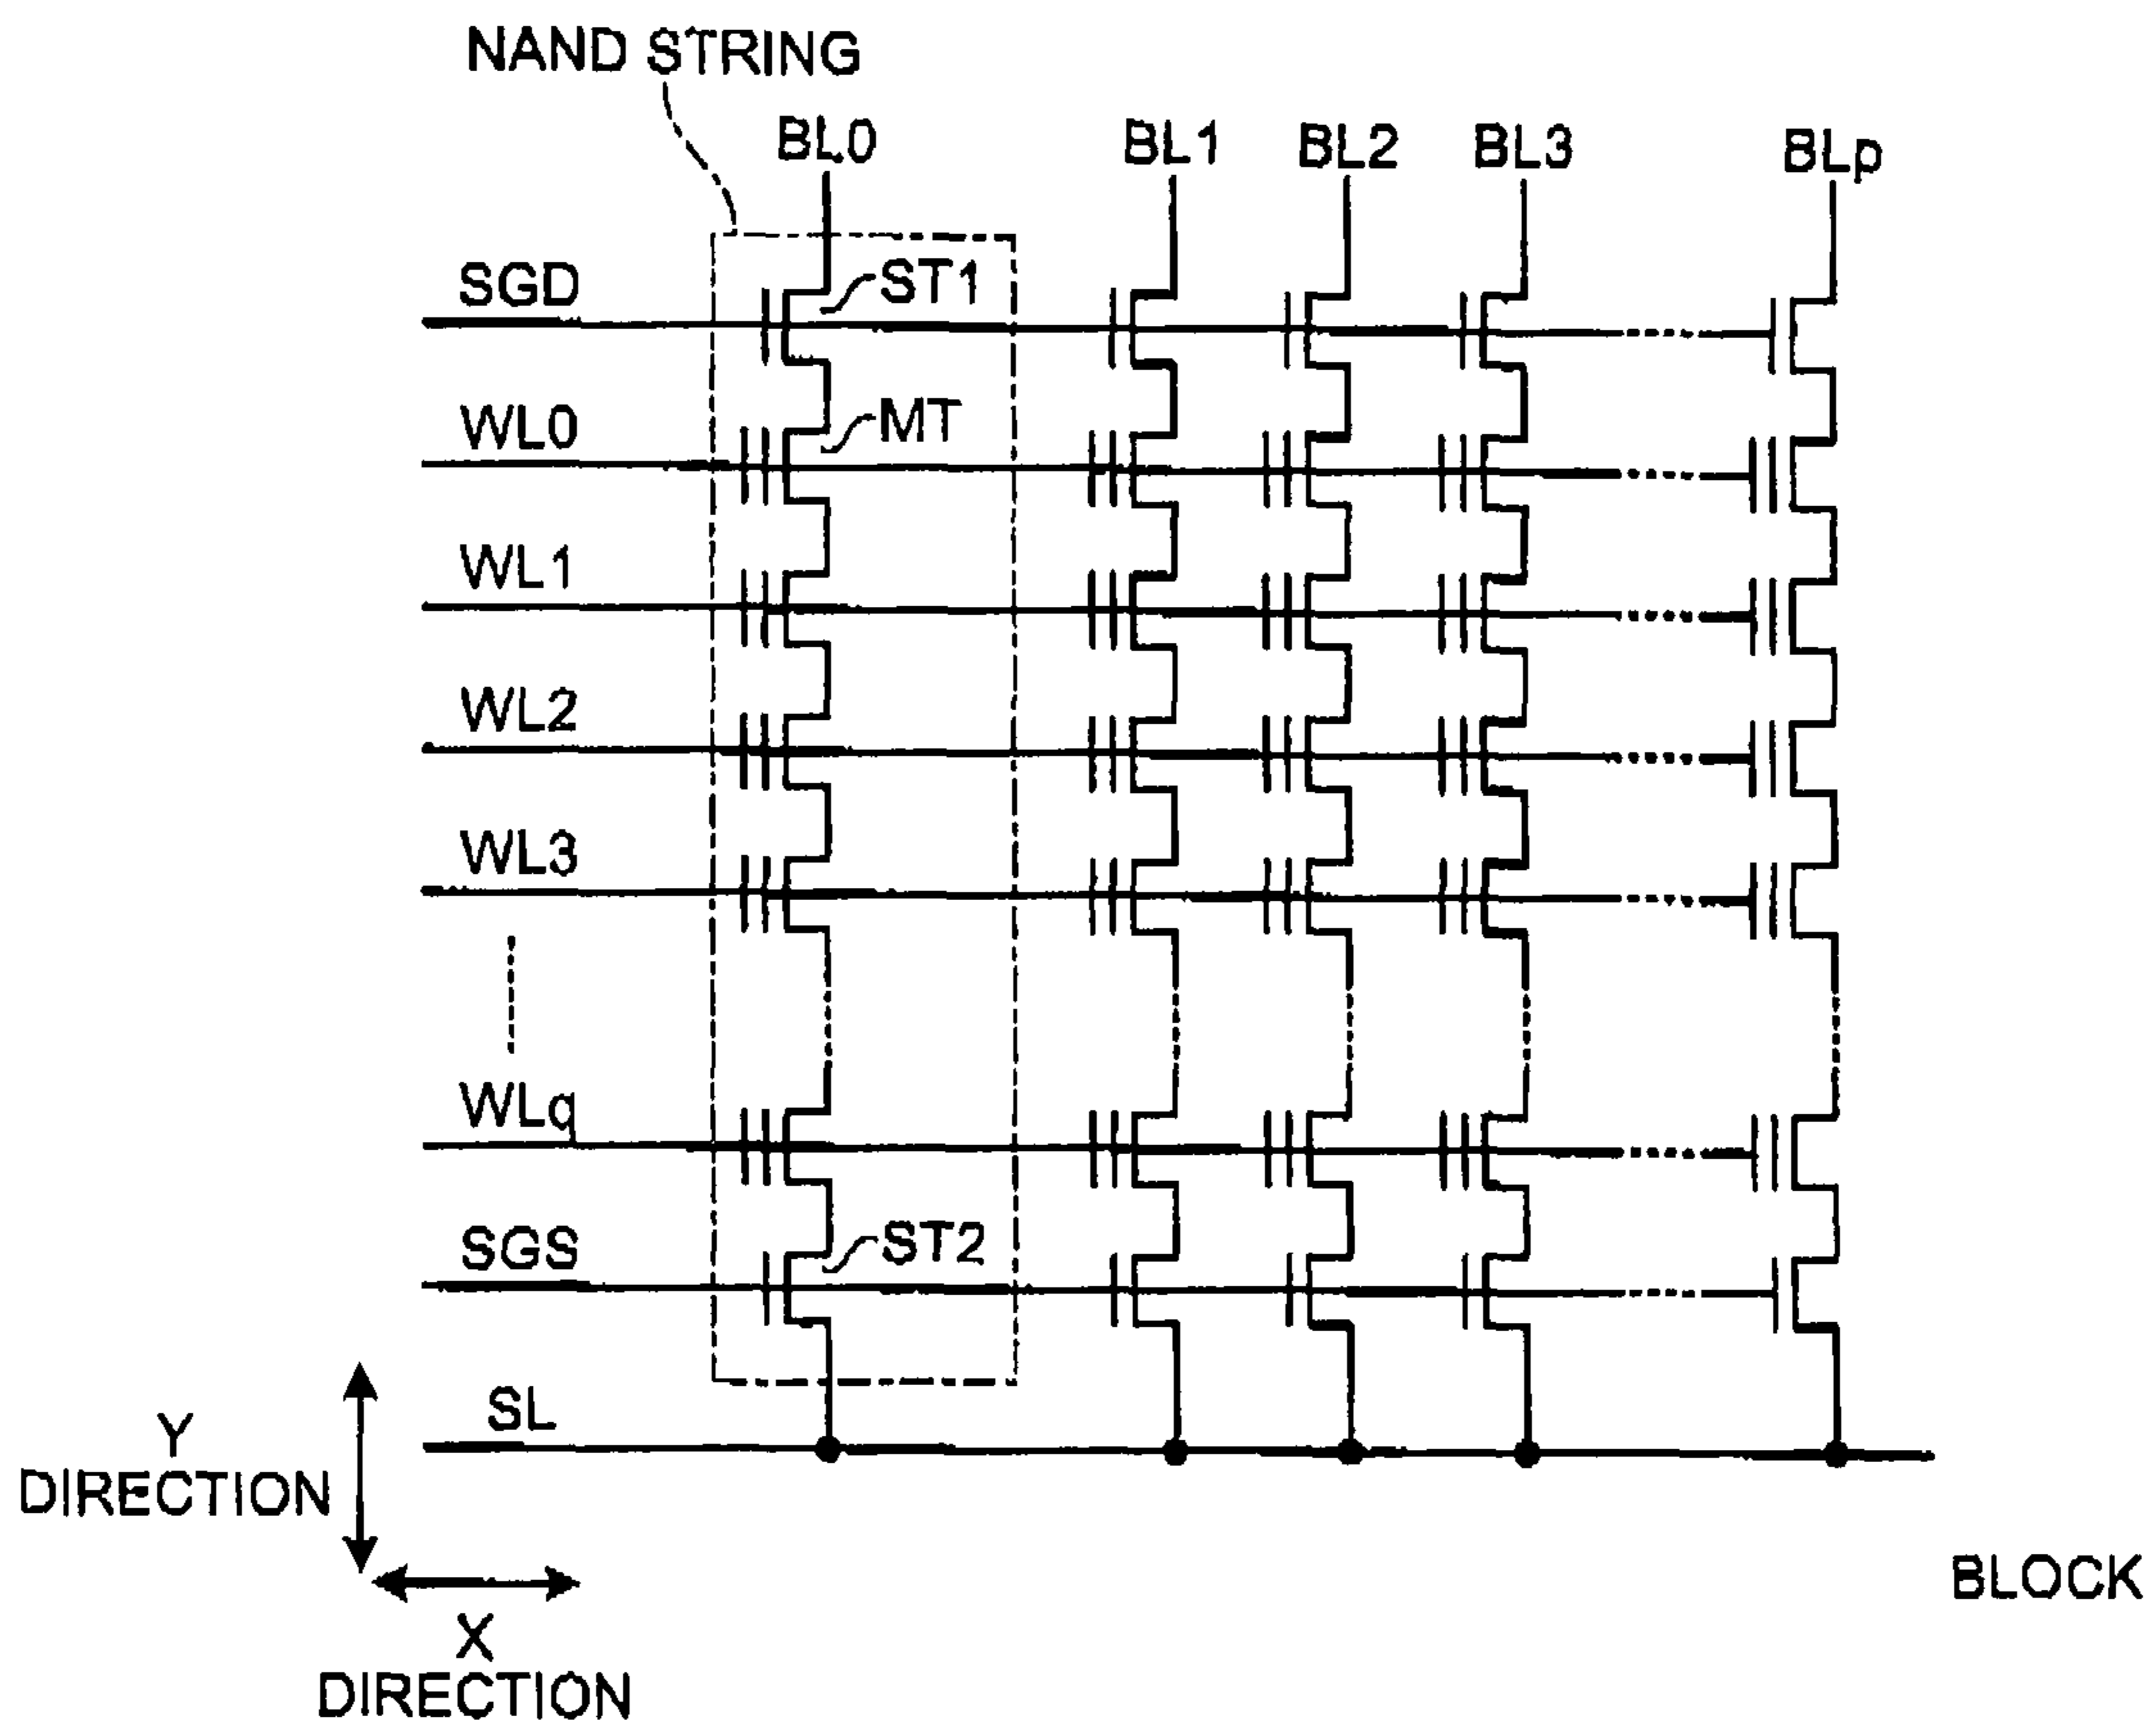 NAND STRING
BL0
BL1
BL2
BL3
BLp
SGD
ST1
WL0
MT
WL1
WL2
WL3
WLq
SGS
ST2
SL
Y
DIRECTION
X
DIRECTION
BLOCK